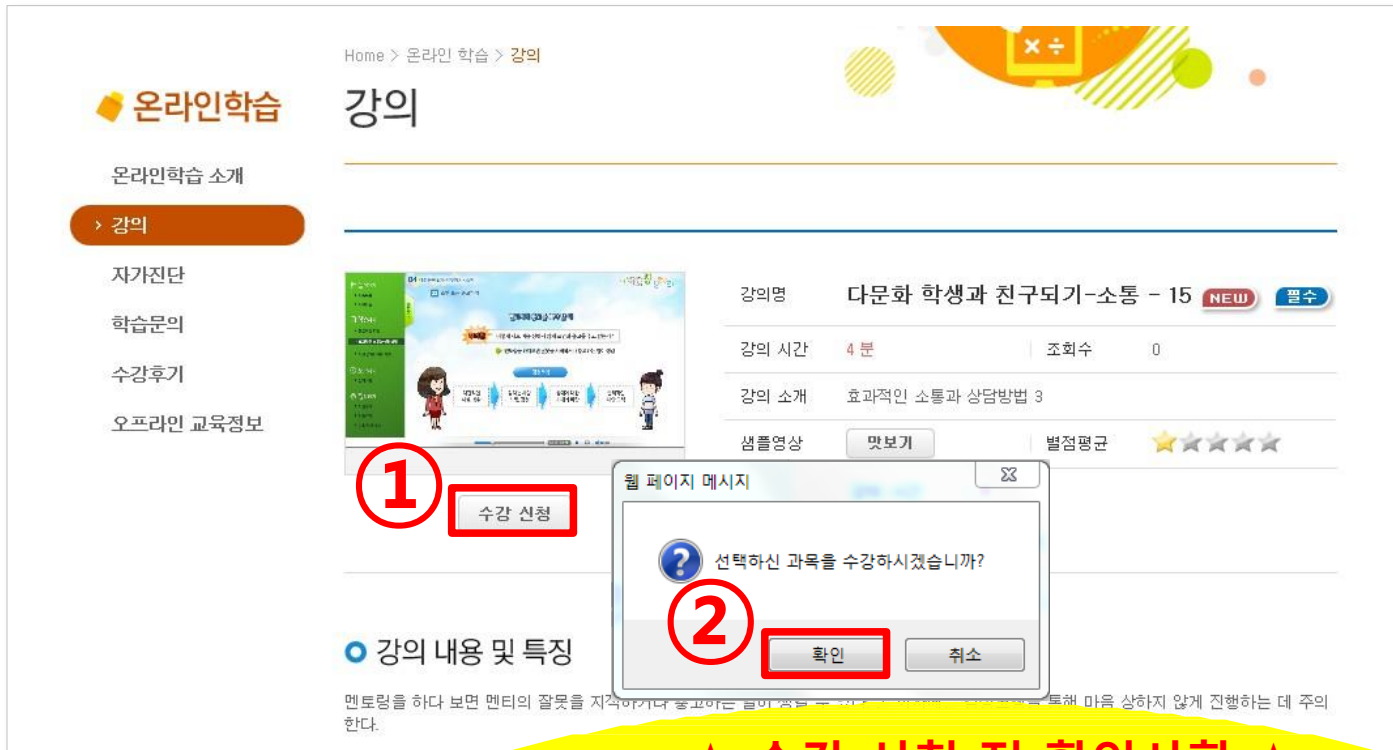 Home > 온라인 학습 > 강의
온라인학습
강의
온라인학습 소개
> 강의
자가진단
학습문의
수강후기
오프라인 교육정보
강의명 다문화 학생과 친구되기-소통 - 15 NEW 필수
강의 시간 4 분 조회수 0
강의 소개 효과적인 소통과 상담방법 3
샘플영상 맛보기 별점평균
①
수강 신청
웹 페이지 메시지
선택하신 과목을 수강하시겠습니까?
②
확인 취소
강의 내용 및 특징
멘토링을 하다 보면 멘티의 잘못을 지적하거나 충고하는 일이 생길 수 통해 마음 상하지 않게 진행하는 데 주의
한다.